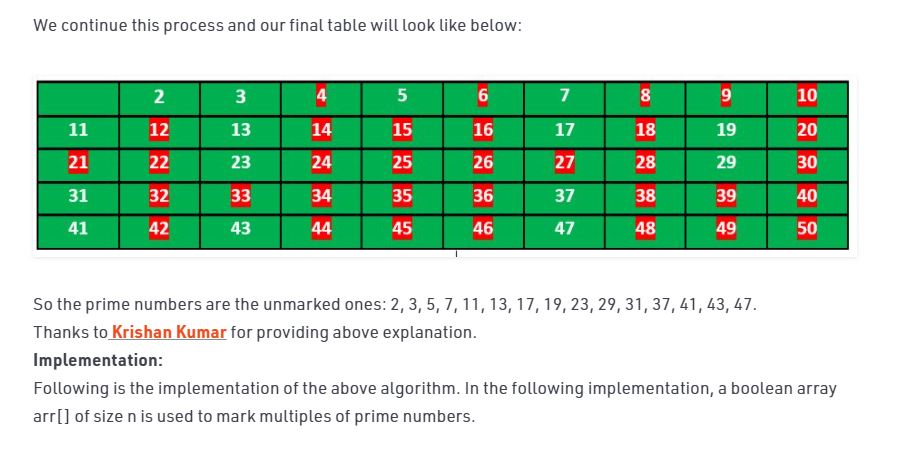 We continue this process and our final table will look like below:
2 3 4 5 6 7 8 9 10
11 12 13 14 15 16 17 18 19 20
21 22 23 24 25 26 27 28 29 30
31 32 33 34 35 36 37 38 39 40
41 42 43 44 45 46 47 48 49 50
So the prime numbers are the unmarked ones: 2, 3, 5, 7, 11, 13, 17, 19, 23, 29, 31, 37, 41, 43, 47.
Thanks to Krishan Kumar for providing above explanation.
Implementation:
Following is the implementation of the above algorithm. In the following implementation, a boolean array
arr[] of size n is used to mark multiples of prime numbers.